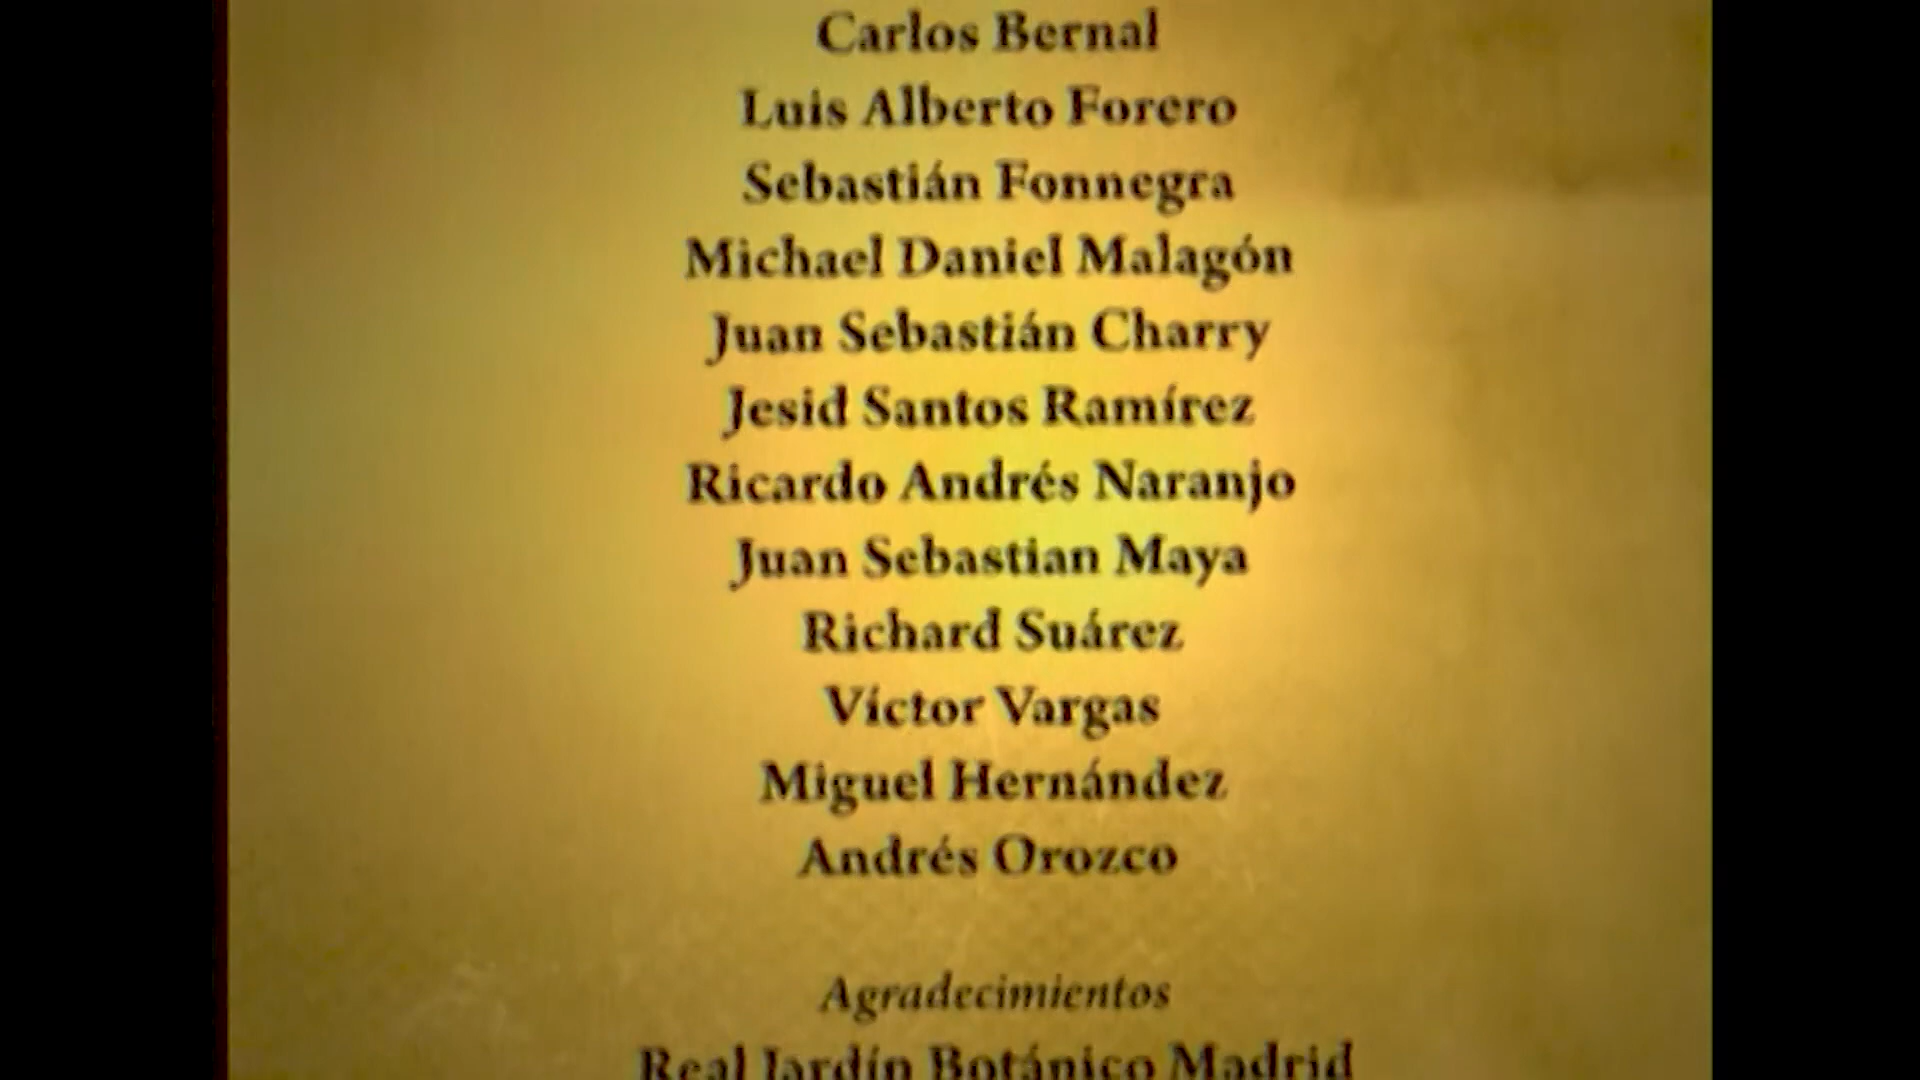 Carlos Bernal
Luis Alberto Forero
Sebastián Fonnegra
Michael Daniel Malagón
Juan Sebastián Charry
Jesid Santos Ramírez
Ricardo Andrés Naranjo
Juan Sebastian Maya
Richard Suárez
Víctor Vargas
Miguel Hernández
Andrés Orozco
Agradecimientos
Real Jardín Botánico Madrid